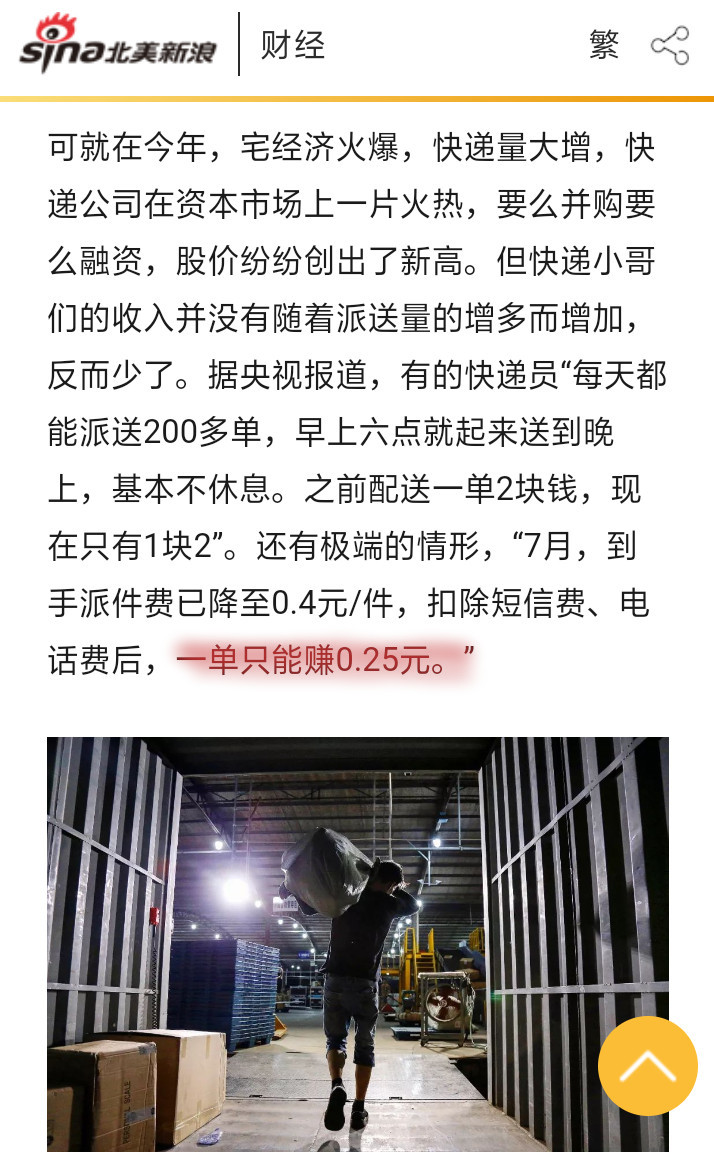 sina北美新浪 财经 繁
可就在今年，宅经济火爆，快递量大增，快
递公司在资本市场上一片火热，要么并购要
么融资，股价纷纷创出了新高。但快递小哥
们的收入并没有随着派送量的增多而增加，
反而少了。据央视报道，有的快递员“每天都
能派送200多单，早上六点就起来送到晚
上，基本不休息。之前配送一单2块钱，现
在只有1块2”。还有极端的情形，“7月，到
手派件费已降至0.4元/件，扣除短信费、电
话费后，一单只能赚0.25元。”